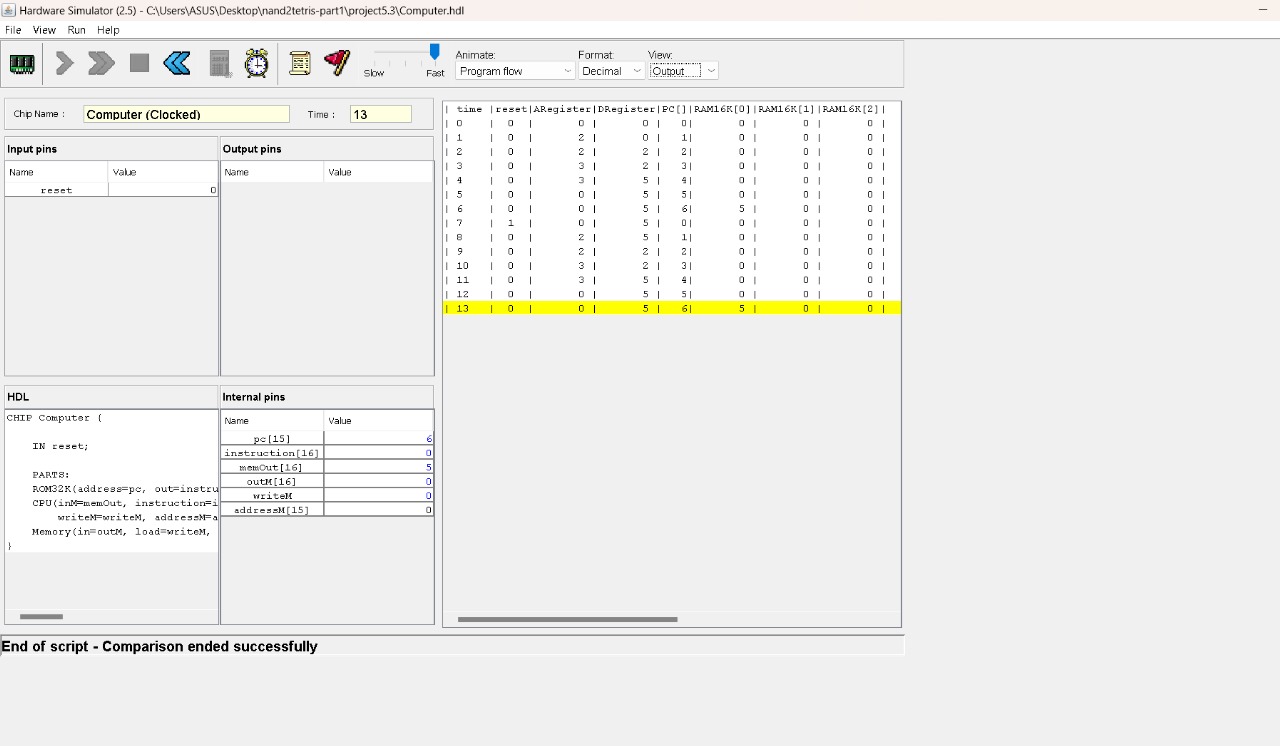 Hardware Simulator (2.5) - C:\Users\ASUS\Desktop\nand2tetris-part1\project5.3\Computer.hdl
File View Run Help
Slow Fast
Animate: Format: View:
Program flow Decimal Output
Chip Name : Computer (Clocked) Time : 13
Input pins
Name Value
reset 0
Output pins
Name Value
HDL
CHIP Computer {
IN reset;
PARTS:
ROM32K(address=pc, out=instru
CPU(inM=memOut, instruction=i
writeM=writeM, addressM=a
Memory(in=outM, load=writeM,
}
Internal pins
Name Value
pc[15] 6
instruction[16] 0
memOut[16] 5
outM[16] 0
writeM 0
addressM[15] 0
| time |reset|ARegister|DRegister|PC[]|RAM16K[0]|RAM16K[1]|RAM16K[2]|
| 0 | 0 | 0 | 0 | 0| 0 | 0 | 0 |
| 1 | 0 | 2 | 0 | 1| 0 | 0 | 0 |
| 2 | 0 | 2 | 2 | 2| 0 | 0 | 0 |
| 3 | 0 | 3 | 2 | 3| 0 | 0 | 0 |
| 4 | 0 | 3 | 5 | 4| 0 | 0 | 0 |
| 5 | 0 | 0 | 5 | 5| 0 | 0 | 0 |
| 6 | 0 | 0 | 5 | 6| 5 | 0 | 0 |
| 7 | 1 | 0 | 5 | 0| 0 | 0 | 0 |
| 8 | 0 | 2 | 5 | 1| 0 | 0 | 0 |
| 9 | 0 | 2 | 2 | 2| 0 | 0 | 0 |
| 10 | 0 | 3 | 2 | 3| 0 | 0 | 0 |
| 11 | 0 | 3 | 5 | 4| 0 | 0 | 0 |
| 12 | 0 | 0 | 5 | 5| 0 | 0 | 0 |
| 13 | 0 | 0 | 5 | 6| 5 | 0 | 0 |
End of script - Comparison ended successfully